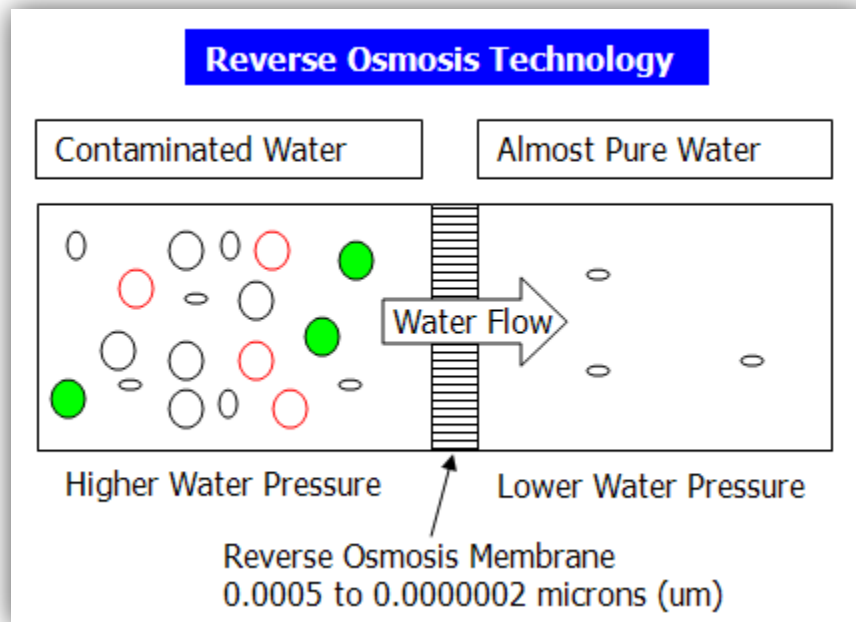 Reverse Osmosis Technology
Contaminated Water
Almost Pure Water
Water Flow
Higher Water Pressure
Lower Water Pressure
Reverse Osmosis Membrane
0.0005 to 0.0000002 microns (um)